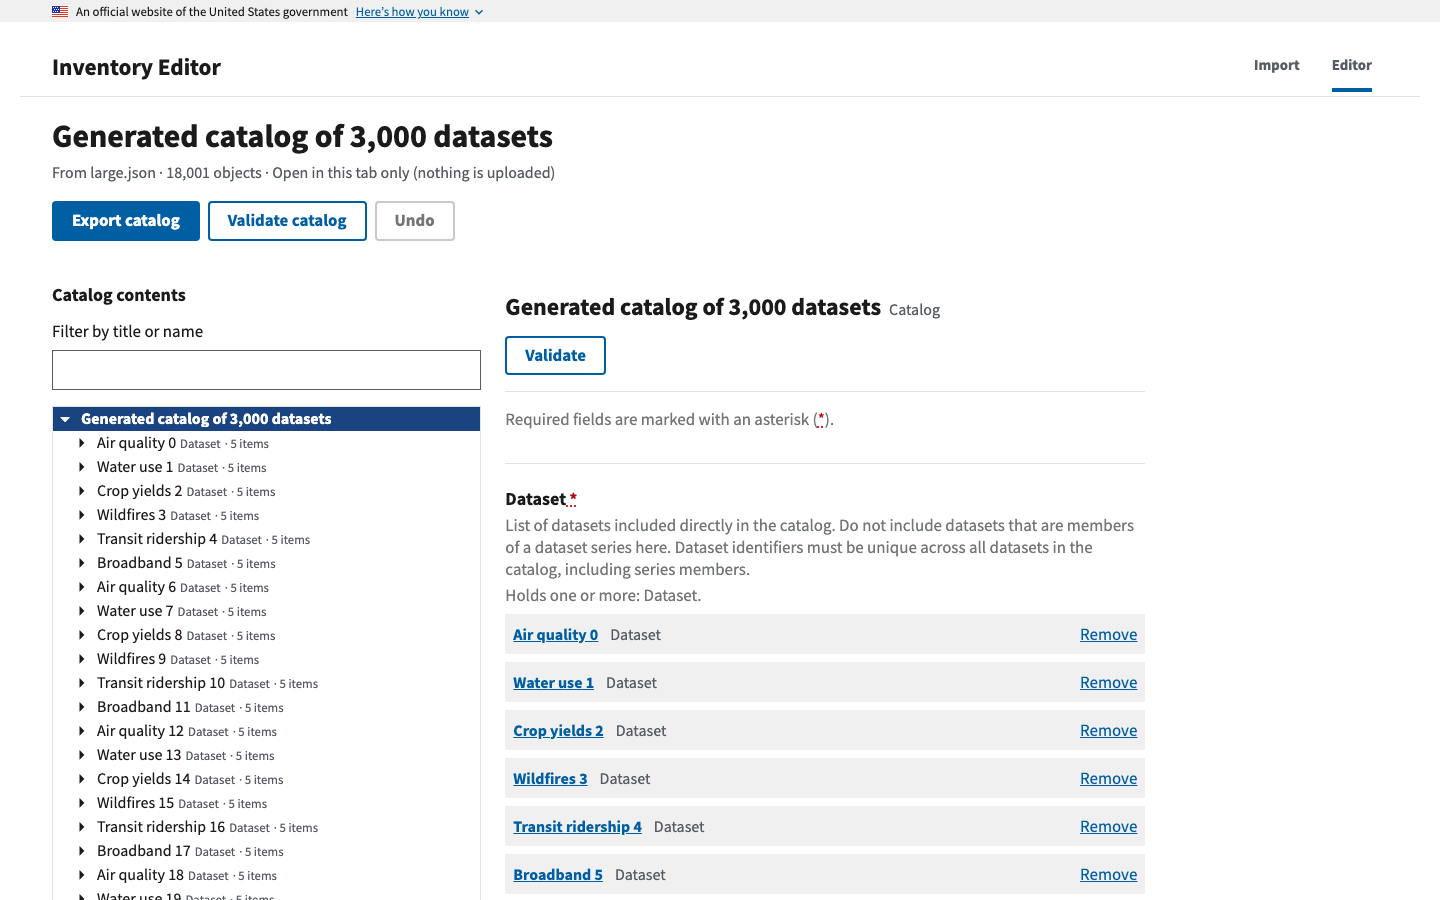 An official website of the United States government Here's how you know
Inventory Editor
Import
Editor
Generated catalog of 3,000 datasets
From large.json · 18,001 objects · Open in this tab only (nothing is uploaded)
Export catalog
Validate catalog
Undo
Catalog contents
Filter by title or name
Generated catalog of 3,000 datasets
Air quality 0 Dataset · 5 items
Water use 1 Dataset · 5 items
Crop yields 2 Dataset · 5 items
Wildfires 3 Dataset · 5 items
Transit ridership 4 Dataset · 5 items
Broadband 5 Dataset · 5 items
Air quality 6 Dataset · 5 items
Water use 7 Dataset · 5 items
Crop yields 8 Dataset · 5 items
Wildfires 9 Dataset · 5 items
Transit ridership 10 Dataset · 5 items
Broadband 11 Dataset · 5 items
Air quality 12 Dataset · 5 items
Water use 13 Dataset · 5 items
Crop yields 14 Dataset · 5 items
Wildfires 15 Dataset · 5 items
Transit ridership 16 Dataset · 5 items
Broadband 17 Dataset · 5 items
Air quality 18 Dataset · 5 items
Water use 19 Dataset · 5 items
Generated catalog of 3,000 datasets Catalog
Validate
Required fields are marked with an asterisk (*).
Dataset *
List of datasets included directly in the catalog. Do not include datasets that are members
of a dataset series here. Dataset identifiers must be unique across all datasets in the
catalog, including series members.
Holds one or more: Dataset.
Air quality 0 Dataset Remove
Water use 1 Dataset Remove
Crop yields 2 Dataset Remove
Wildfires 3 Dataset Remove
Transit ridership 4 Dataset Remove
Broadband 5 Dataset Remove